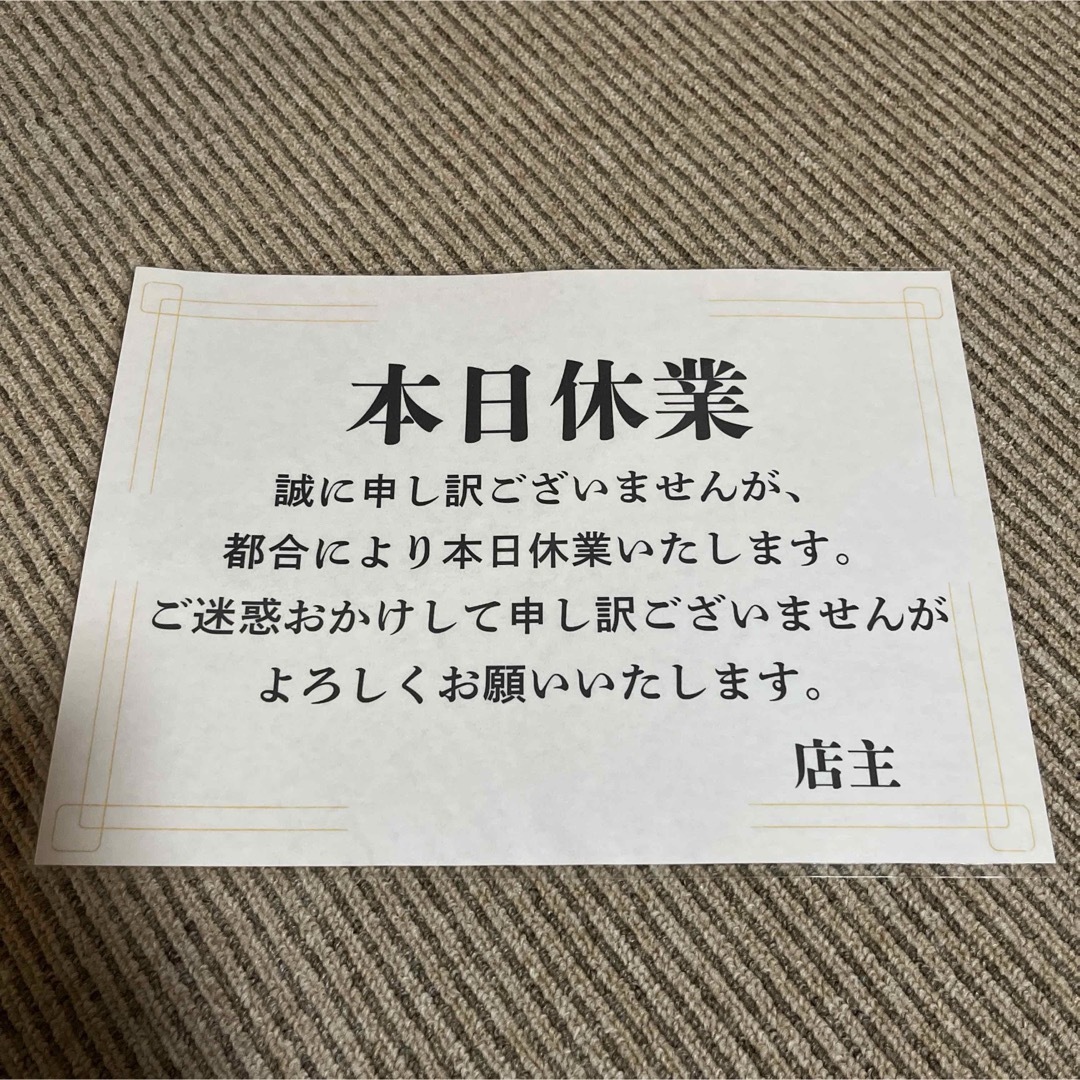 本日休業
誠に申し訳ございませんが、
都合により本日休業いたします。
ご迷惑おかけして申し訳ございませんが
よろしくお願いいたします。
店主